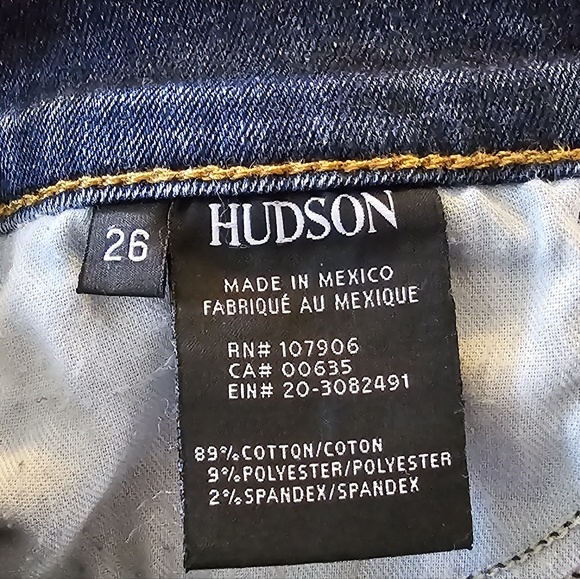 HUDSON
26
MADE IN MEXICO
FABRIQUÉ AU MEXIQUE
RN# 107906
CA# 00635
EIN# 20-3082491
89%COTTON/COTON
9%POLYESTER/POLYESTER
2%SPANDEX/SPANDEX